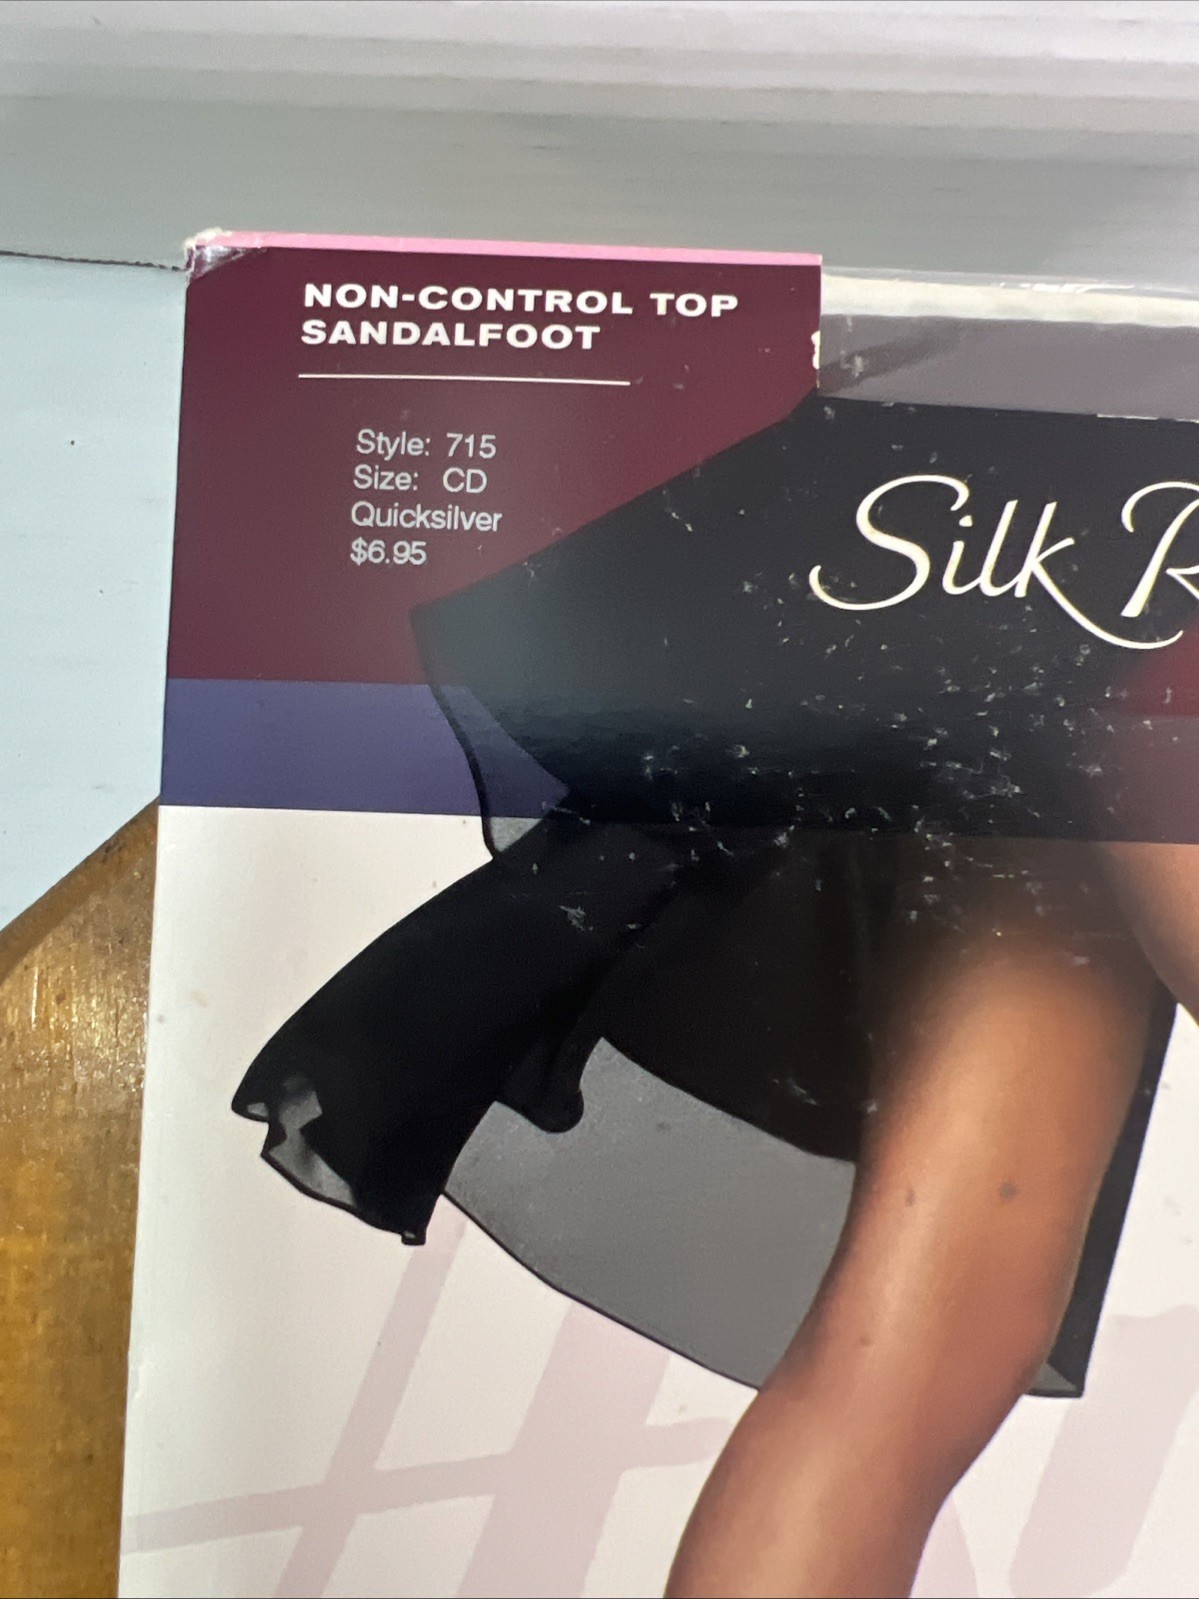 NON-CONTROL TOP
SANDALFOOT
Style: 715
Size: CD
Quicksilver
$6.95
Silk R